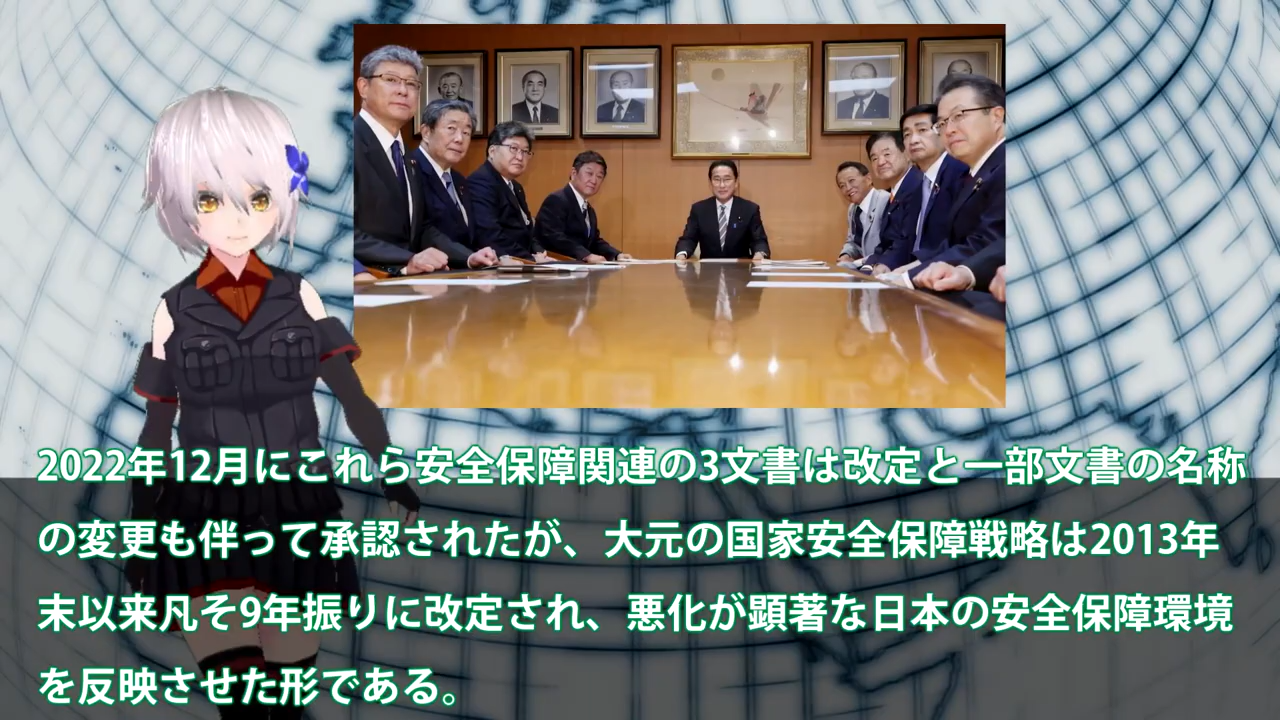 2022年12月にこれら安全保障関連の3文書は改定と一部文書の名称
の変更も伴って承認されたが、大元の国家安全保障戦略は2013年
末以来凡そ9年振りに改定され、悪化が顕著な日本の安全保障環境
を反映させた形である。